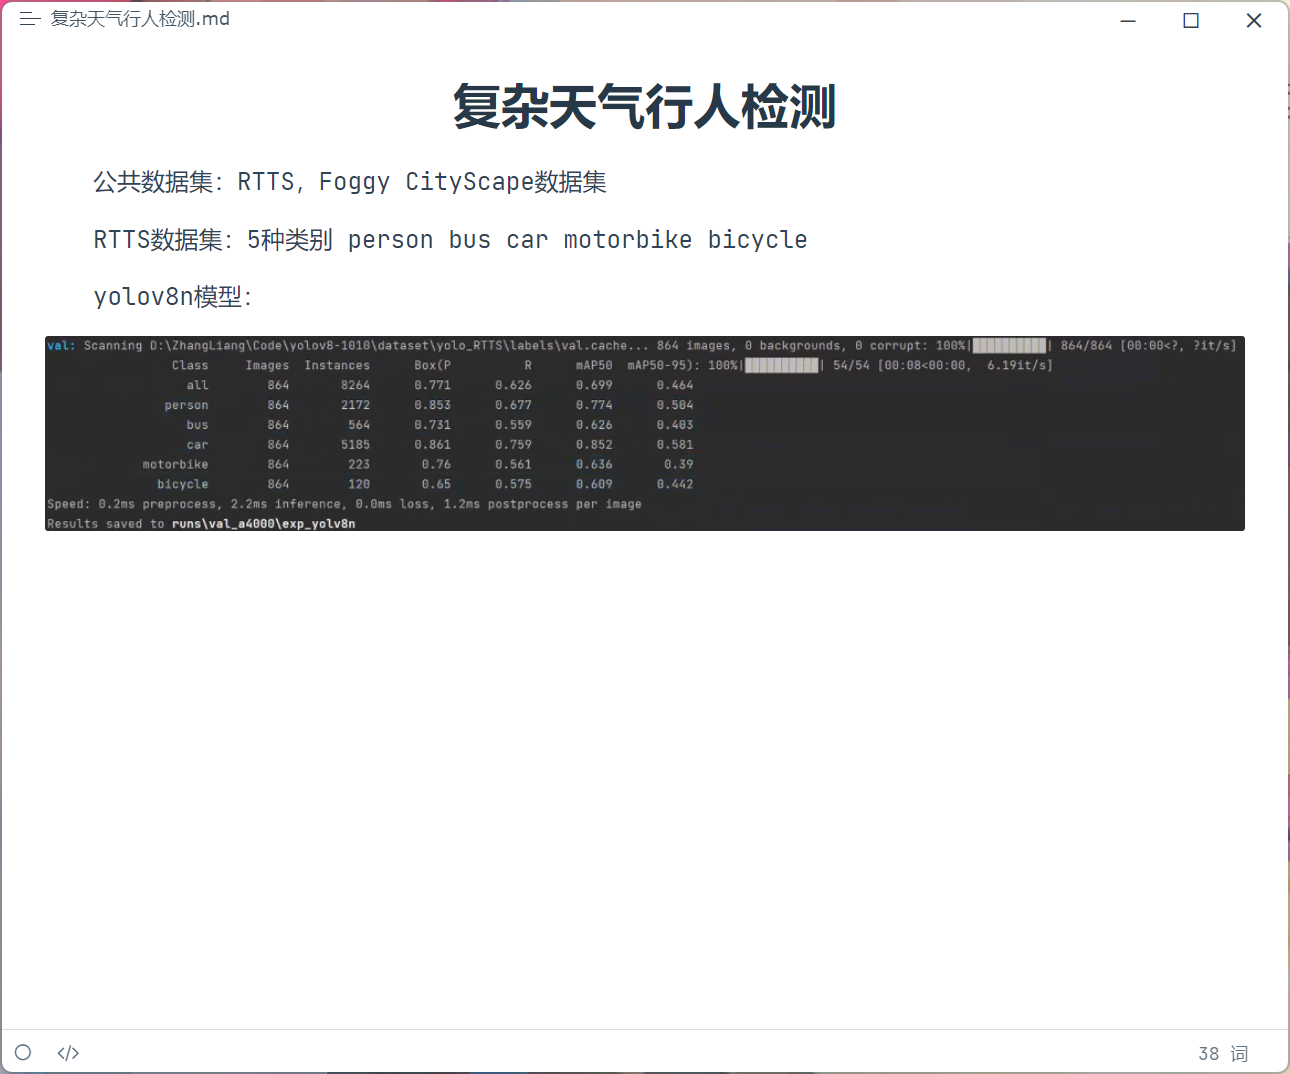 复杂天气行人检测.md
复杂天气行人检测
公共数据集：RTTS，Foggy CityScape数据集
RTTS数据集：5种类别 person bus car motorbike bicycle
yolov8n模型：
val: Scanning D:\ZhangLiang\Code\yolov8-1010\dataset\yolo_RTTS\labels\val.cache... 864 images, 0 backgrounds, 0 corrupt: 100%|██████████| 864/864 [00:00<?, ?it/s]
Class Images Instances Box(P R mAP50 mAP50-95): 100%|██████████| 54/54 [00:08<00:00, 6.19it/s]
all 864 8264 0.771 0.626 0.699 0.464
person 864 2172 0.853 0.677 0.774 0.504
bus 864 564 0.731 0.559 0.626 0.403
car 864 5185 0.861 0.759 0.852 0.581
motorbike 864 223 0.76 0.561 0.636 0.39
bicycle 864 120 0.65 0.575 0.609 0.442
Speed: 0.2ms preprocess, 2.2ms inference, 0.0ms loss, 1.2ms postprocess per image
Results saved to runs\val_a4000\exp_yolv8n
38 词